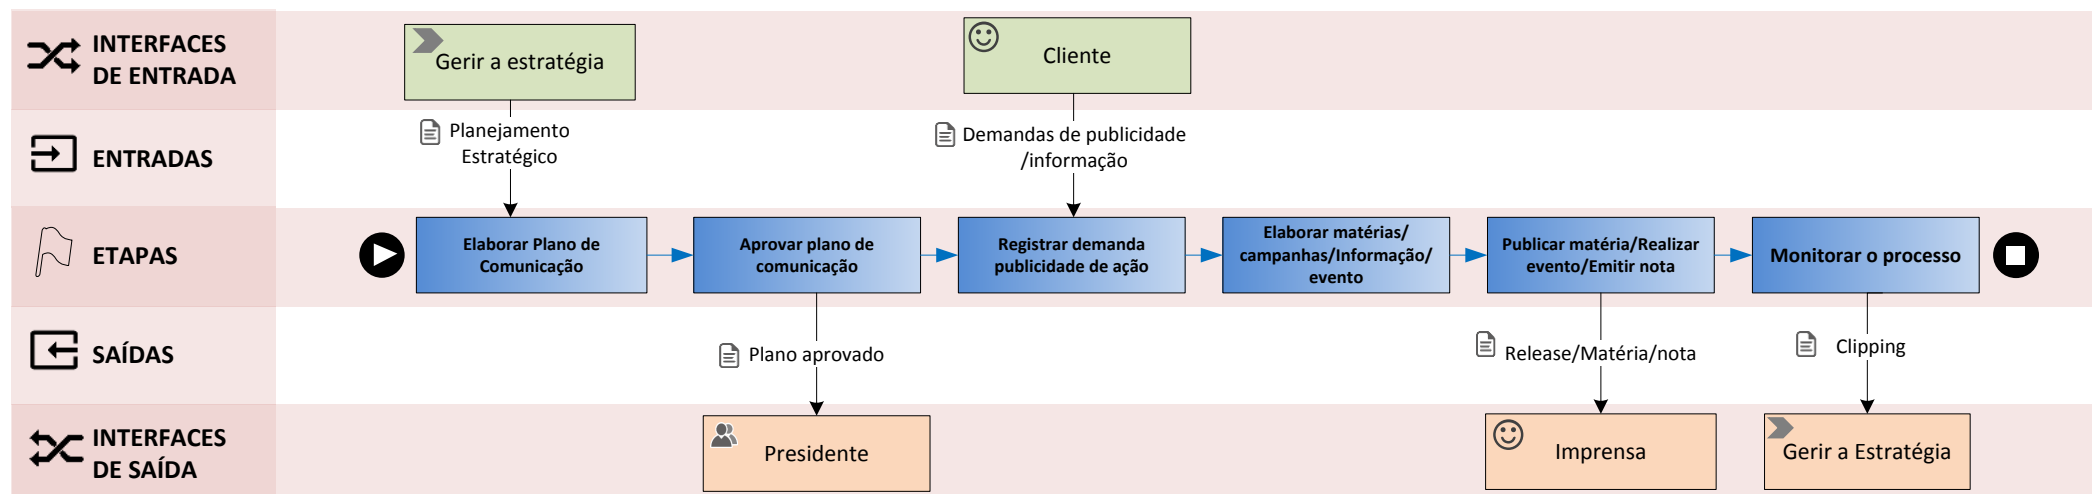 INTERFACES
DE ENTRADA
Gerir a estratégia
Cliente
ENTRADAS
Planejamento
Estratégico
Demandas de publicidade
/informação
ETAPAS
Elaborar Plano de
Comunicação
Aprovar plano de
comunicação
Registrar demanda
publicidade de ação
Elaborar matérias/
campanhas/Informação/
evento
Publicar matéria/Realizar
evento/Emitir nota
Monitorar o processo
SAÍDAS
Plano aprovado
Release/Matéria/nota
Clipping
INTERFACES
DE SAÍDA
Presidente
Imprensa
Gerir a Estratégia